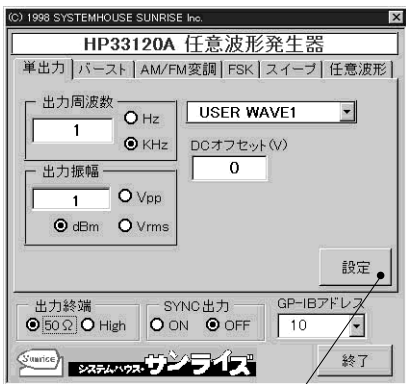 (C) 1998 SYSTEMHOUSE SUNRISE Inc.
HP33120A 任意波形発生器
単出力 バースト AM/FM変調 FSK スイープ 任意波形
出力周波数
1
Hz
KHz
USER WAVE1
DCオフセット(V)
0
出力振幅
1
Vpp
dBm Vrms
設定
出力終端
50Ω High
SYNC出力
ON OFF
GP-IBアドレス
10
Sunrise
システムハウス・サンライズ
終了